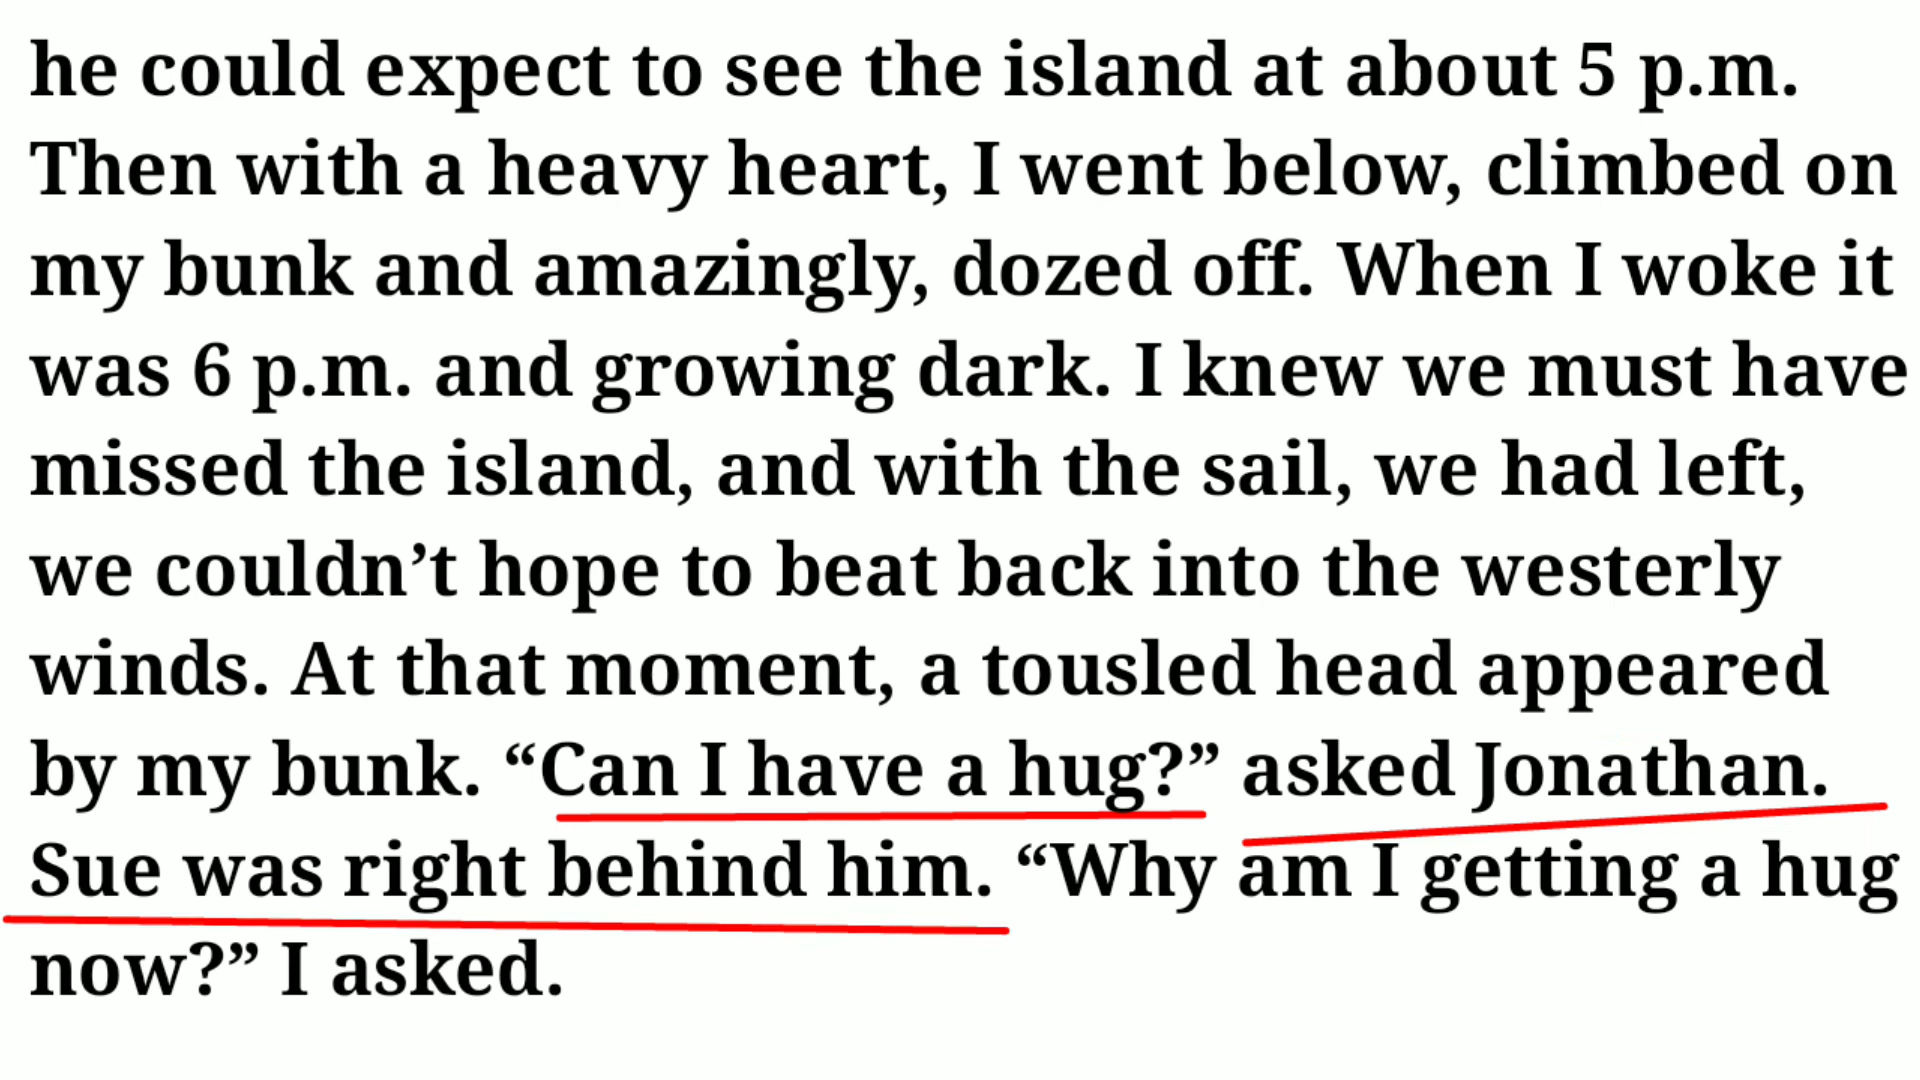 he could expect to see the island at about 5 p.m.
Then with a heavy heart, I went below, climbed on
my bunk and amazingly, dozed off. When I woke it
was 6 p.m. and growing dark. I knew we must have
missed the island, and with the sail, we had left,
we couldn’t hope to beat back into the westerly
winds. At that moment, a tousled head appeared
by my bunk. “Can I have a hug?” asked Jonathan.
Sue was right behind him. “Why am I getting a hug
now?” I asked.